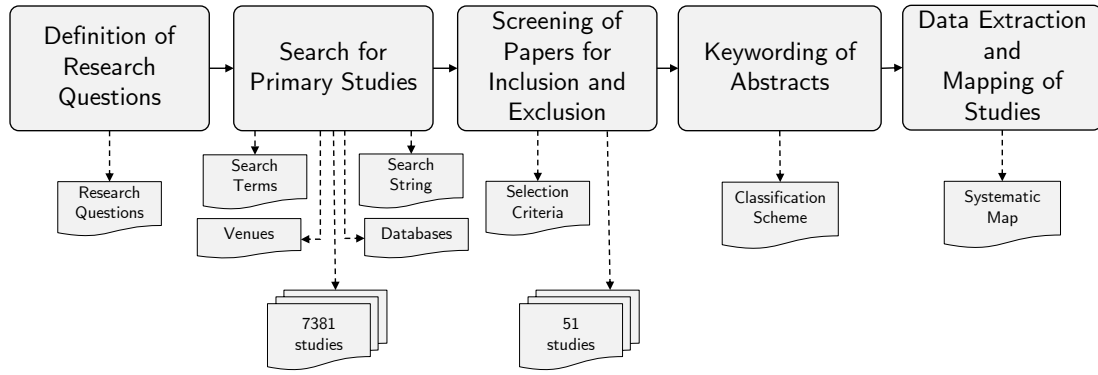 Definition of
Research
Questions
Search for
Primary Studies
Screening of
Papers for
Inclusion and
Exclusion
Keywording of
Abstracts
Data Extraction
and
Mapping of
Studies
Research
Questions
Search
Terms
Search
String
Venues
Databases
Selection
Criteria
Classification
Scheme
Systematic
Map
7381
studies
51
studies